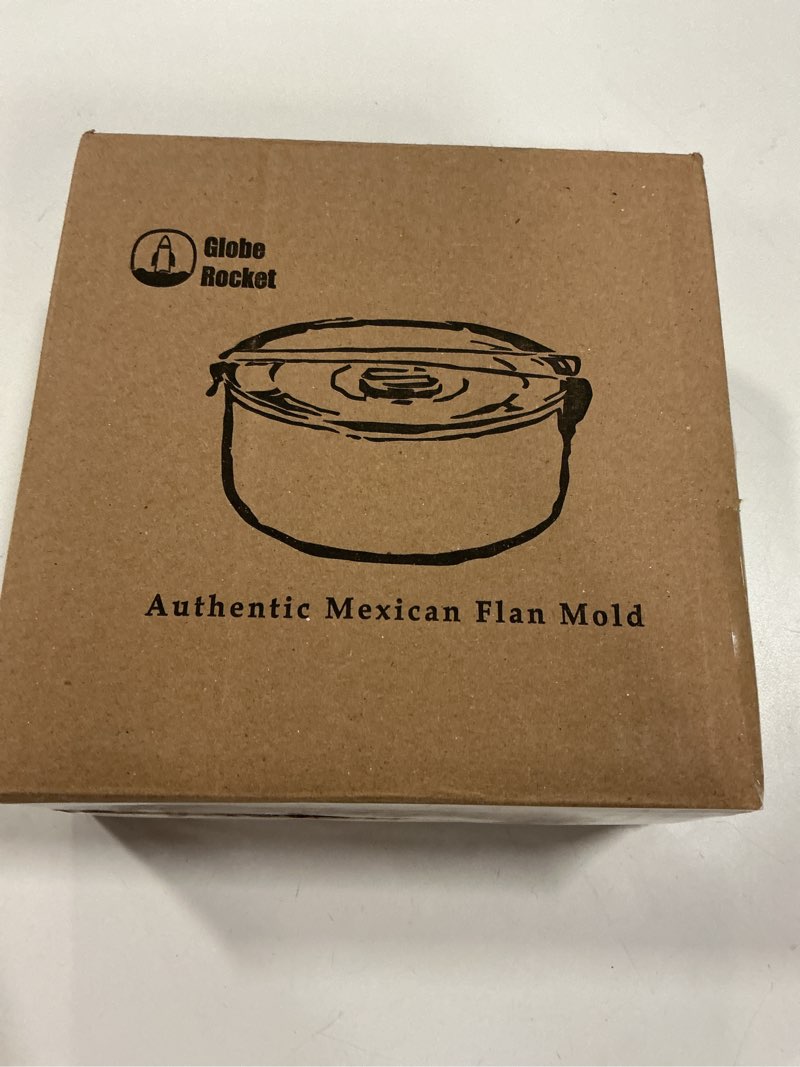 Globe
Rocket
Authentic Mexican Flan Mold